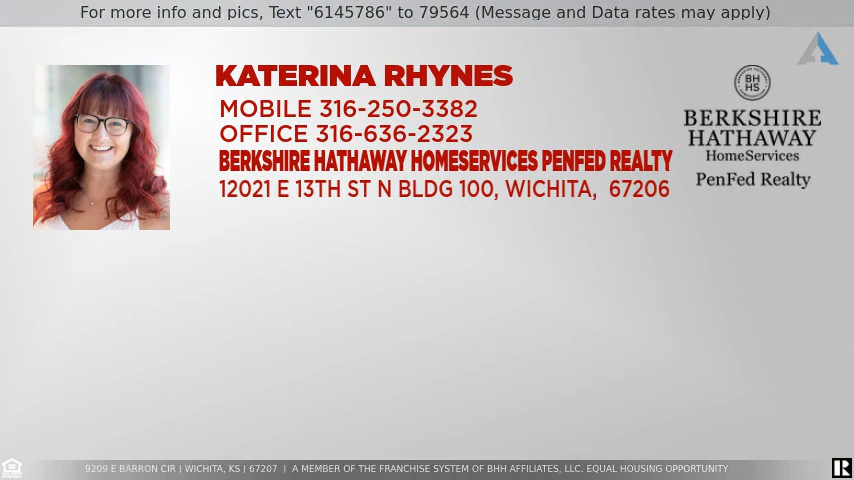 For more info and pics, Text "6145786" to 79564 (Message and Data rates may apply)
KATERINA RHYNES
MOBILE 316-250-3382
OFFICE 316-636-2323
BERKSHIRE HATHAWAY HOMESERVICES PENFED REALTY
12021 E 13TH ST N BLDG 100, WICHITA, 67206
BH
HS
BERKSHIRE
HATHAWAY
HomeServices
PenFed Realty
9209 E BARRON CIR | WICHITA, KS | 67207 | A MEMBER OF THE FRANCHISE SYSTEM OF BHH AFFILIATES, LLC. EQUAL HOUSING OPPORTUNITY